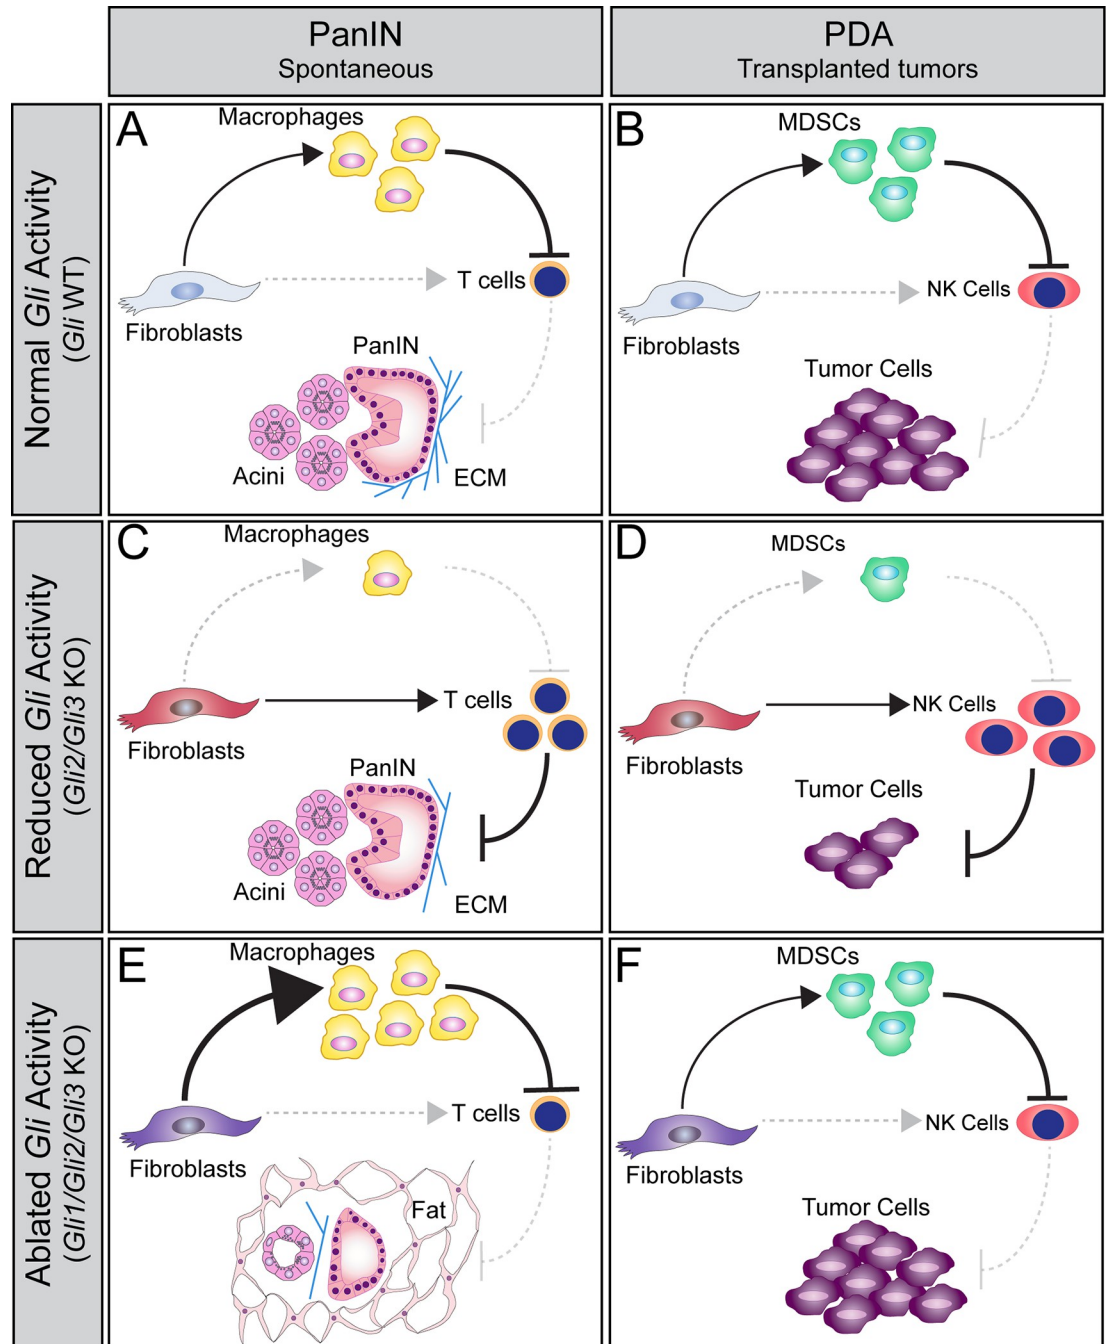 PanIN
Spontaneous
PDA
Transplanted tumors
Normal Gli Activity
(Gli WT)
A
Macrophages
T cells
Fibroblasts
PanIN
Acini
ECM
B
MDSCs
NK Cells
Fibroblasts
Tumor Cells
Reduced Gli Activity
(Gli2/Gli3 KO)
C
Macrophages
T cells
Fibroblasts
PanIN
Acini
ECM
D
MDSCs
NK Cells
Fibroblasts
Tumor Cells
Ablated Gli Activity
(Gli1/Gli2/Gli3 KO)
E
Macrophages
T cells
Fibroblasts
Fat
F
MDSCs
NK Cells
Fibroblasts
Tumor Cells